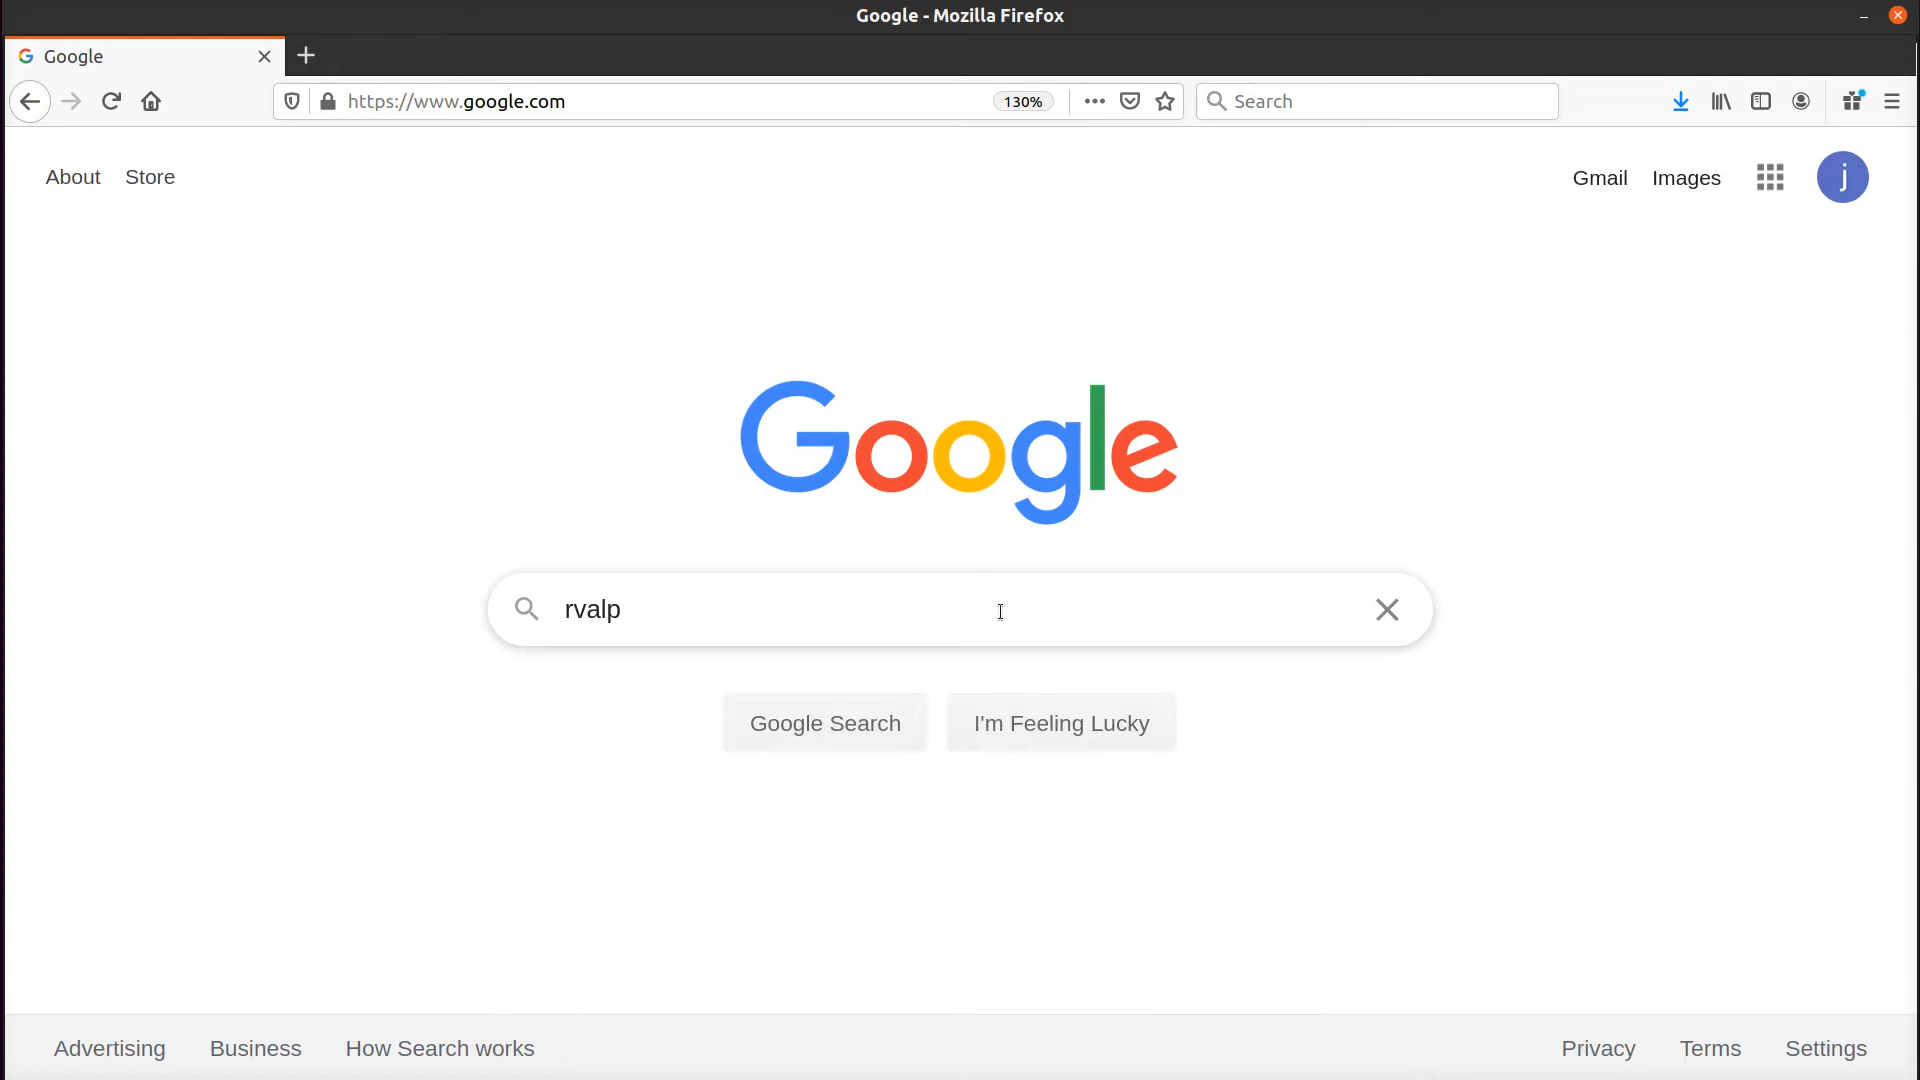 Google - Mozilla Firefox
Google
https://www.google.com 130% Search
About Store Gmail Images j
Google
rvalp
Google Search I'm Feeling Lucky
Advertising Business How Search works Privacy Terms Settings